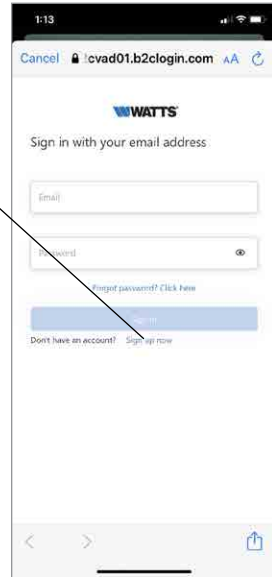 1:13
Cancel cvad01.b2clogin.com AA
WATTS
Sign in with your email address
Email
Password
Forgot password? Click here
Sign in
Don't have an account? Sign up now